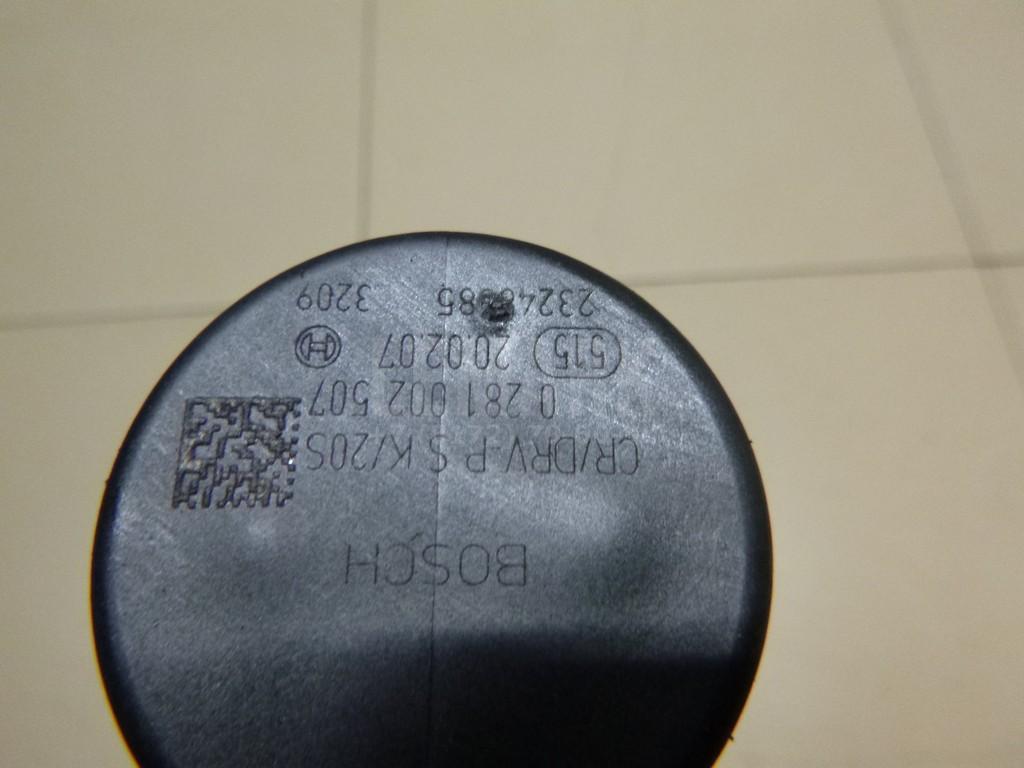 BOSCH
CR/DRV-P S K/20S
0 281 002 507
515 20.02.07 H
3209